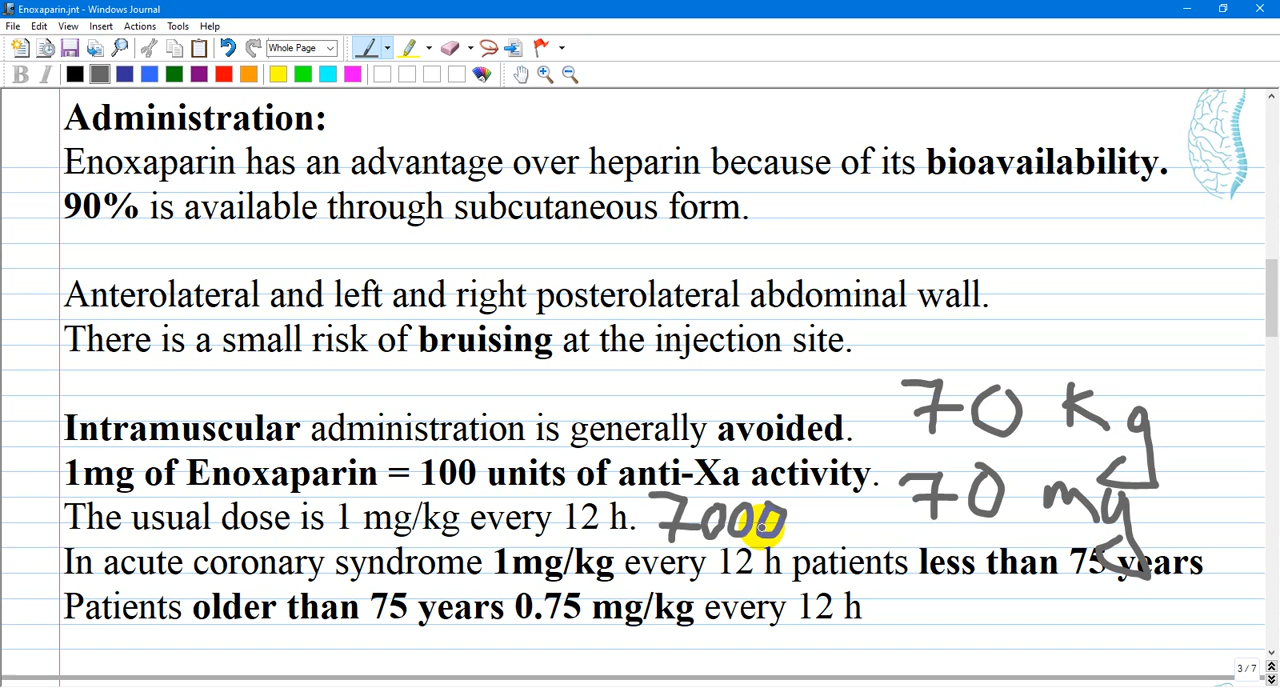 Enoxaparin.jnt - Windows Journal
File Edit View Insert Actions Tools Help
Whole Page
B I
Administration:
Enoxaparin has an advantage over heparin because of its bioavailability.
90% is available through subcutaneous form.
Anterolateral and left and right posterolateral abdominal wall.
There is a small risk of bruising at the injection site.
70 kg
Intramuscular administration is generally avoided.
1mg of Enoxaparin = 100 units of anti-Xa activity.
70 mg
The usual dose is 1 mg/kg every 12 h. 7000
In acute coronary syndrome 1mg/kg every 12 h patients less than 75 years
Patients older than 75 years 0.75 mg/kg every 12 h
3 / 7